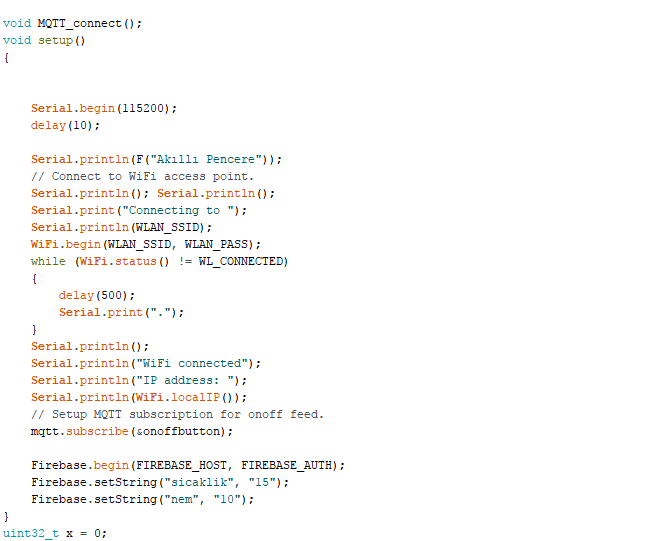 void MQTT_connect();
void setup()
{
Serial.begin(115200);
delay(10);
Serial.println(F("Akıllı Pencere"));
// Connect to WiFi access point.
Serial.println(); Serial.println();
Serial.print("Connecting to ");
Serial.println(WLAN_SSID);
WiFi.begin(WLAN_SSID, WLAN_PASS);
while (WiFi.status() != WL_CONNECTED)
{
delay(500);
Serial.print(".");
}
Serial.println();
Serial.println("WiFi connected");
Serial.println("IP address: ");
Serial.println(WiFi.localIP());
// Setup MQTT subscription for onoff feed.
mqtt.subscribe(&onoffbutton);
Firebase.begin(FIREBASE_HOST, FIREBASE_AUTH);
Firebase.setString("sicaklik", "15");
Firebase.setString("nem", "10");
}
uint32_t x = 0;